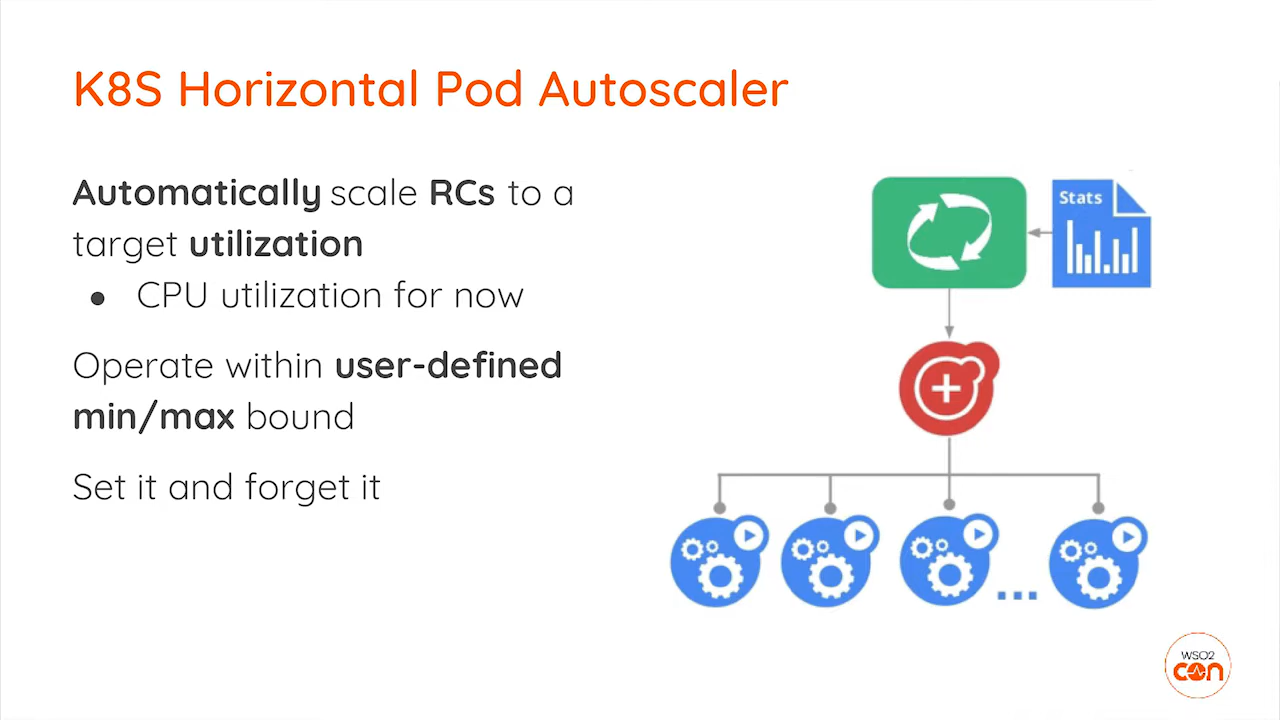 K8S Horizontal Pod Autoscaler
Automatically scale RCs to a
target utilization
● CPU utilization for now
Operate within user-defined
min/max bound
Set it and forget it
Stats
...
WSO2
con